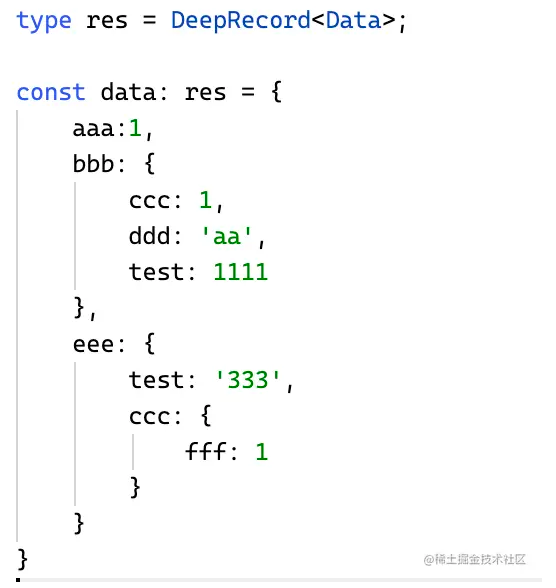 type res = DeepRecord<Data>;

const data: res = {
    aaa:1,
    bbb: {
        ccc: 1,
        ddd: 'aa',
        test: 1111
    },
    eee: {
        test: '333',
        ccc: {
            fff: 1
        }
    }
}
@稀土掘金技术社区